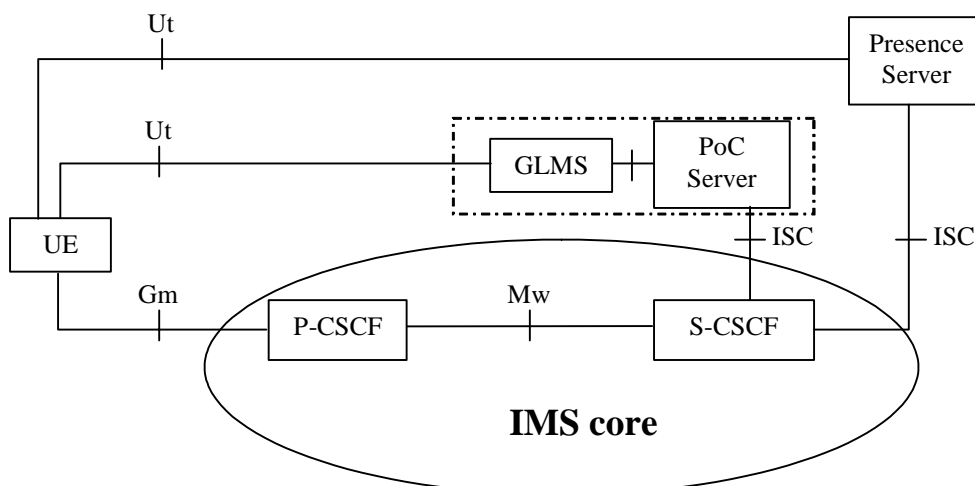 Ut
Presence
Server
Ut
GLMS
PoC
Server
UE
ISC
ISC
Gm
Mw
P-CSCF
S-CSCF
IMS core